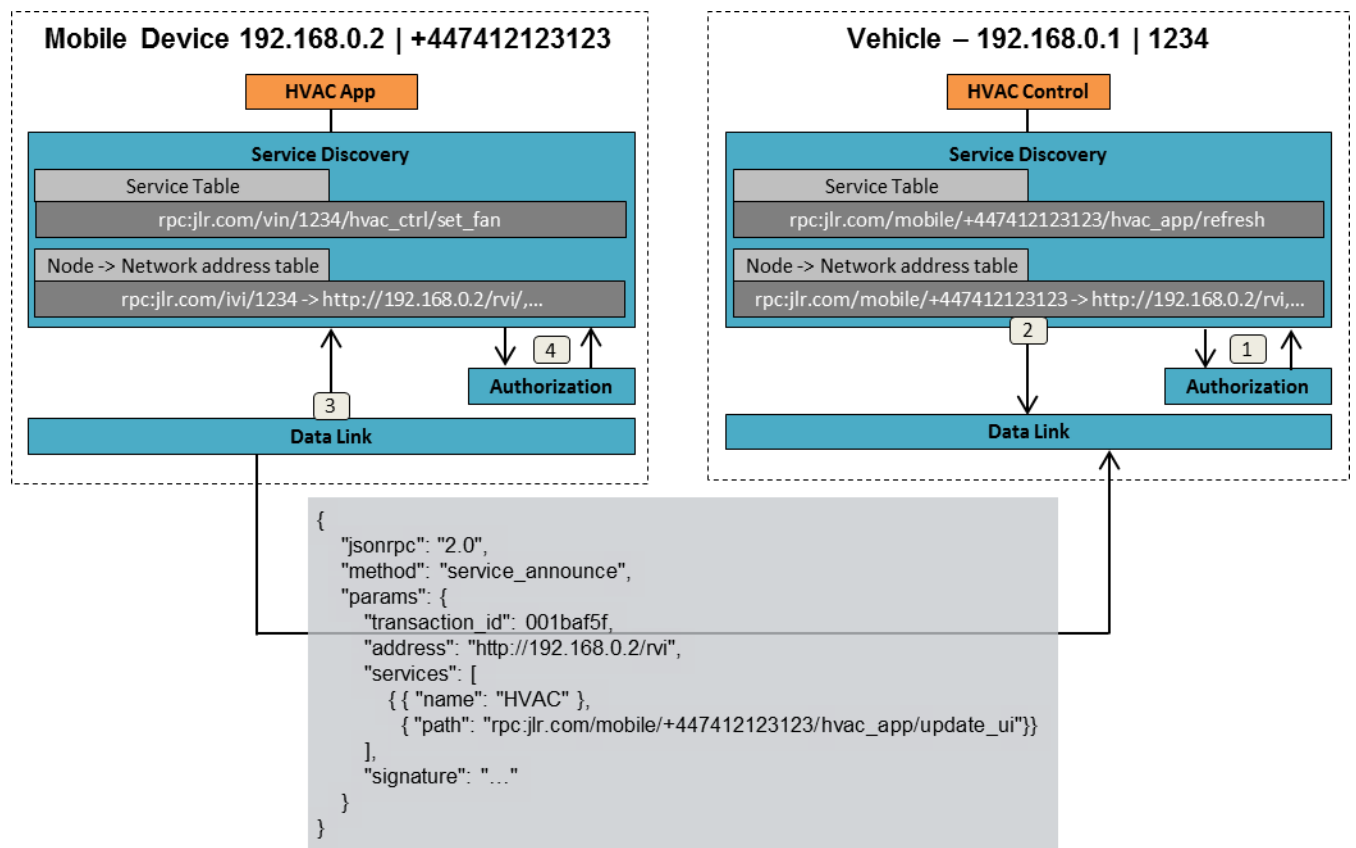 Mobile Device 192.168.0.2 | +447412123123
HVAC App
Service Discovery
Service Table
rpc:jlr.com/vin/1234/hvac_ctrl/set_fan
Node -> Network address table
rpc:jlr.com/ivi/1234 -> http://192.168.0.2/rvi/,...
4
Authorization
3
Data Link
Vehicle – 192.168.0.1 | 1234
HVAC Control
Service Discovery
Service Table
rpc:jlr.com/mobile/+447412123123/hvac_app/refresh
Node -> Network address table
rpc:jlr.com/mobile/+447412123123 -> http://192.168.0.2/rvi,...
2
1
Authorization
Data Link
{
"jsonrpc": "2.0",
"method": "service_announce",
"params": {
"transaction_id": 001baf5f,
"address": "http://192.168.0.2/rvi",
"services": [
{ { "name": "HVAC" },
{ "path": "rpc:jlr.com/mobile/+447412123123/hvac_app/update_ui"}}
],
"signature": "…"
}
}